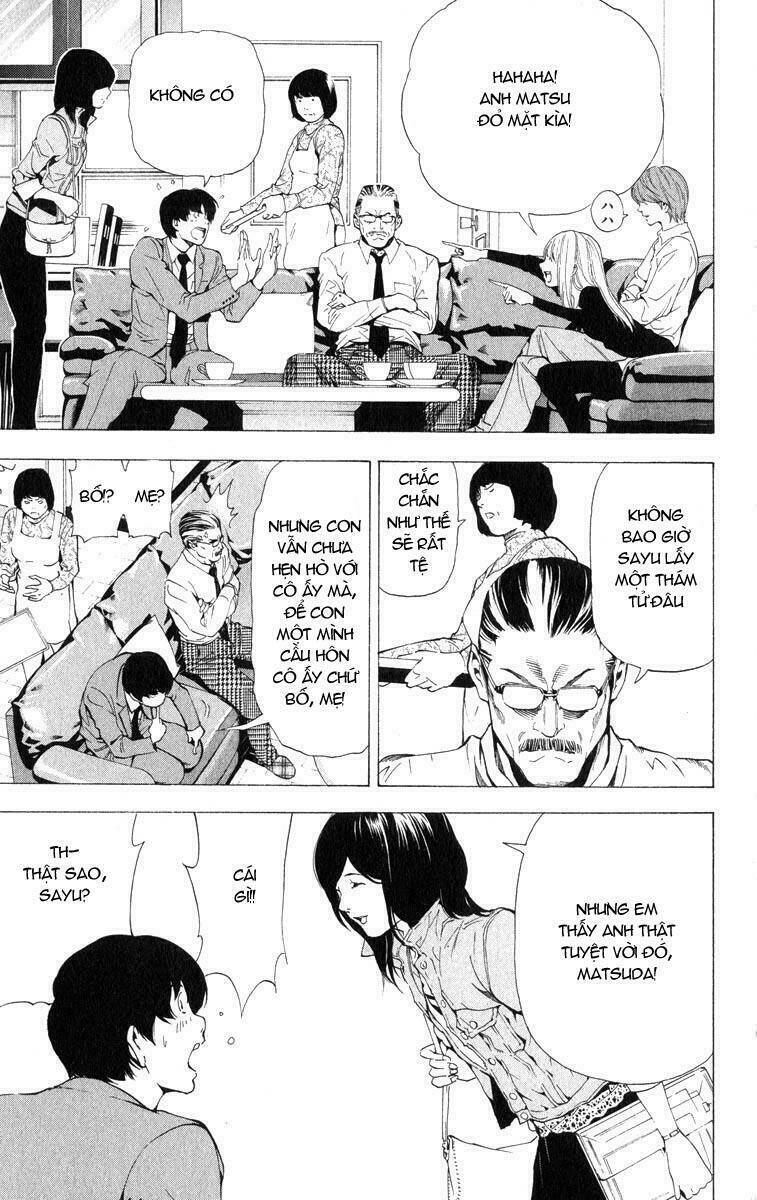 HAHAHA!
ANH MATSU
ĐỎ MẶT KÌA!
KHÔNG CÓ
KHÔNG
BAO GIỜ
SAYU LẤY
MỘT THÁM
TỬ ĐÂU
CHẮC
CHẮN
NHƯ THẾ
SẼ RẤT
TỆ
NHƯNG CON
VẪN CHƯA
HẸN HÒ VỚI
CÔ ẤY MÀ,
ĐỂ CON
MỘT MÌNH
CẦU HÔN
CÔ ẤY CHỨ
BỐ, MẸ!
BỐ!? MẸ?
NHƯNG EM
THẤY ANH THẬT
TUYỆT VỜI ĐÓ,
MATSUDA!
CÁI
GÌ!!
TH-
THẬT SAO,
SAYU?